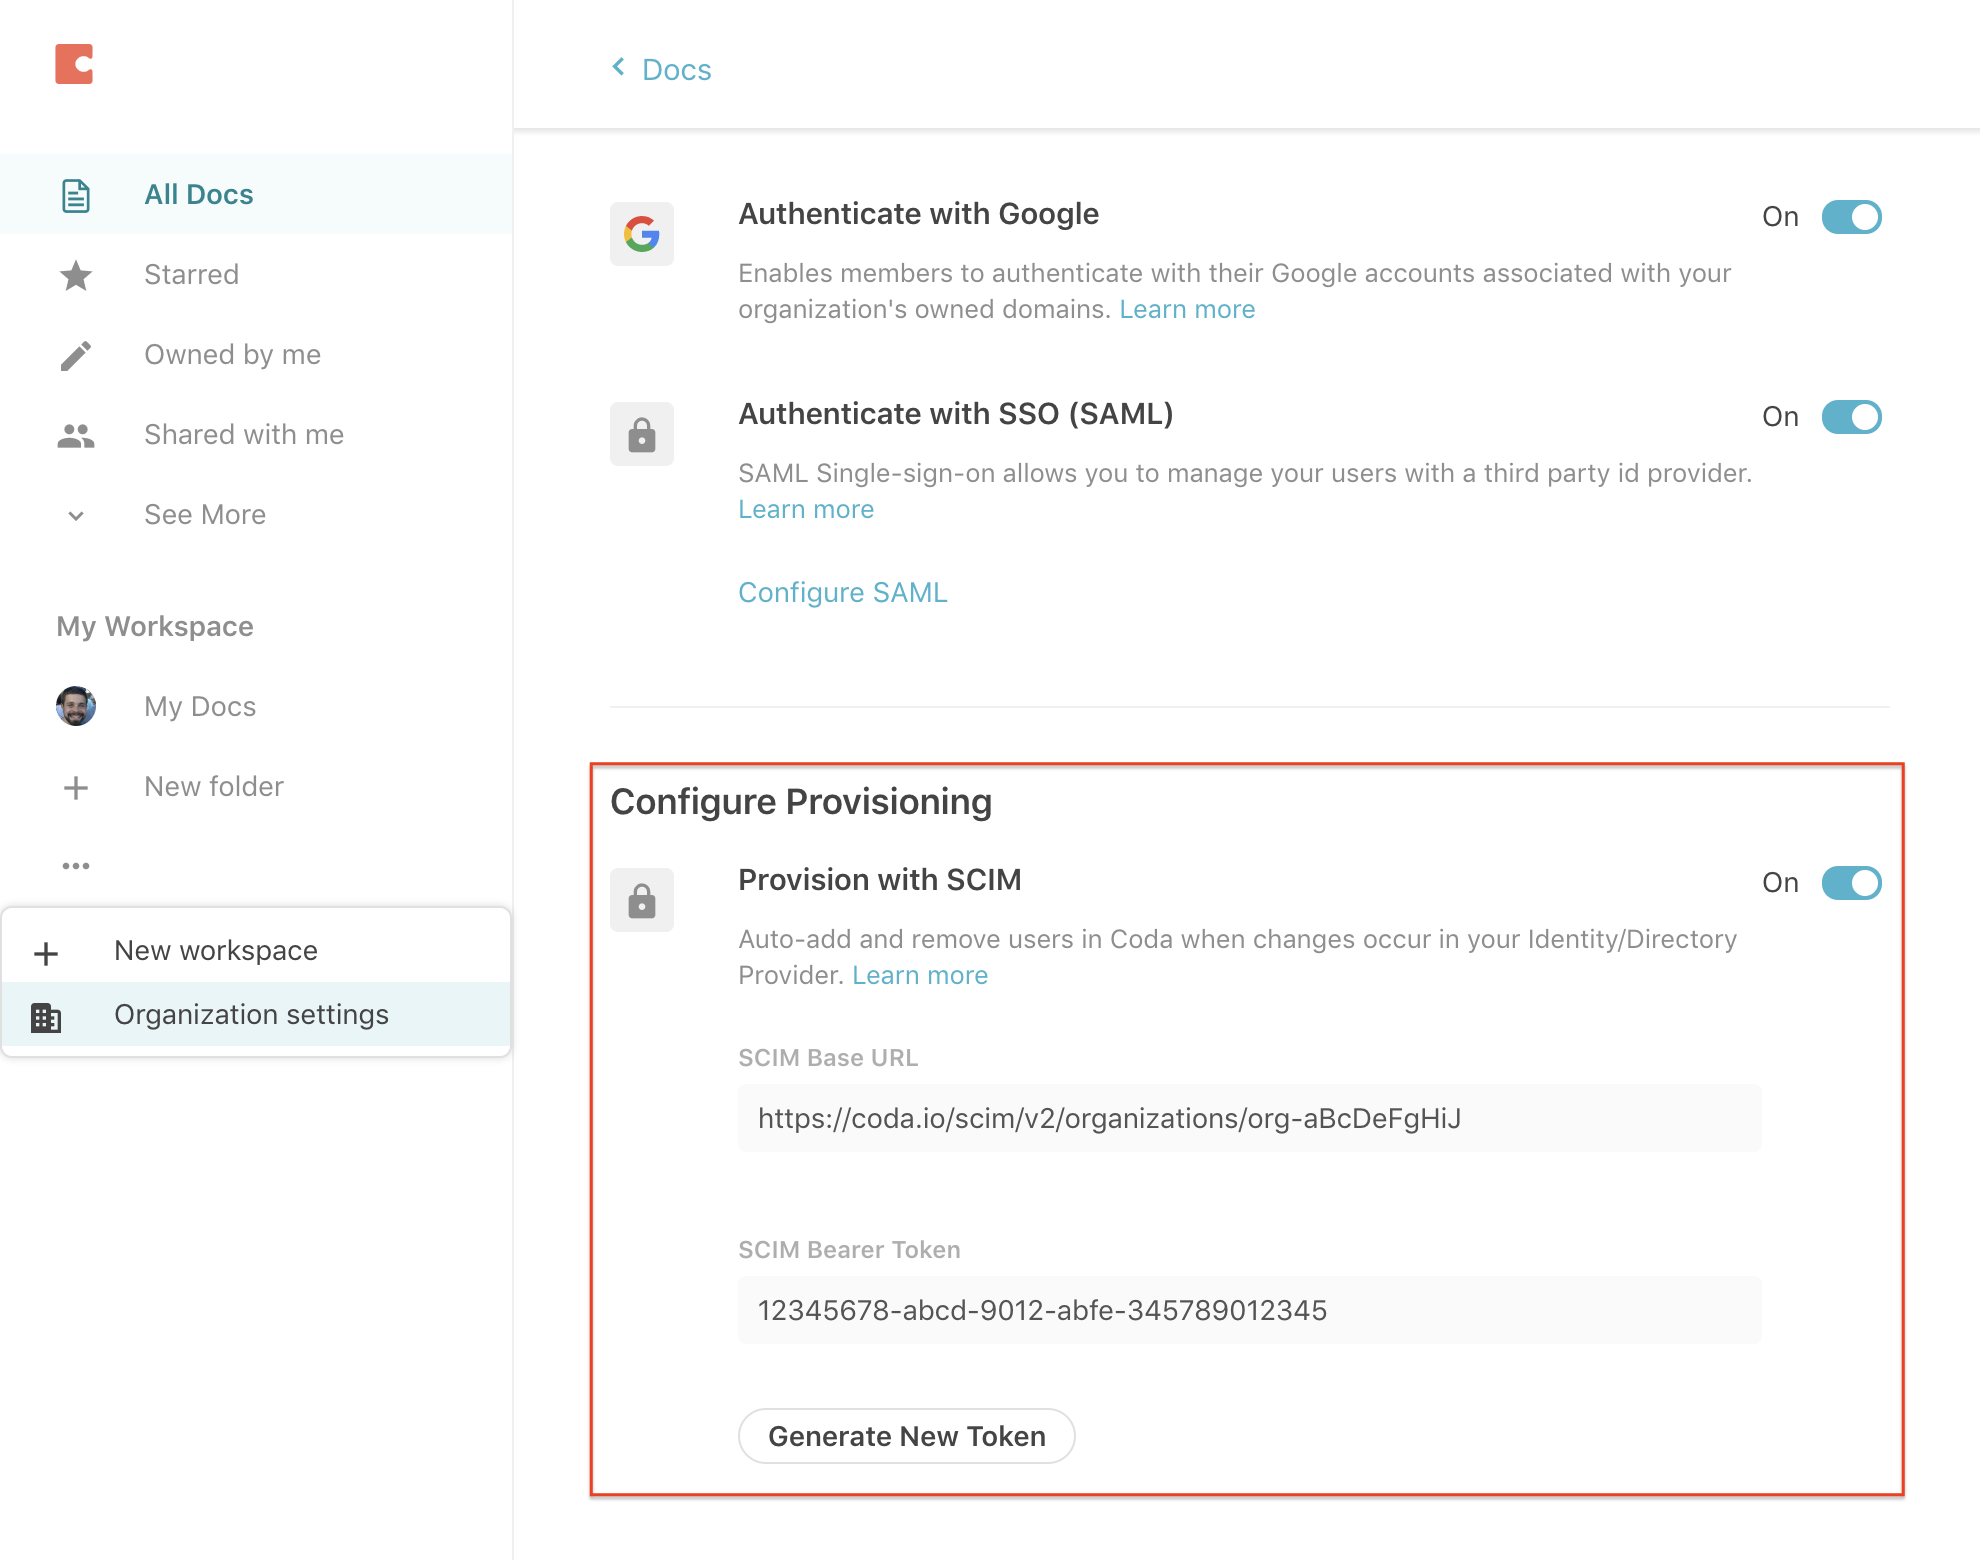 All Docs
Starred
Owned by me
Shared with me
See More
My Workspace
My Docs
New folder
New workspace
Organization settings
Docs
Authenticate with Google
On
Enables members to authenticate with their Google accounts associated with your
organization's owned domains. Learn more
Authenticate with SSO (SAML)
On
SAML Single-sign-on allows you to manage your users with a third party id provider.
Learn more
Configure SAML
Configure Provisioning
Provision with SCIM
On
Auto-add and remove users in Coda when changes occur in your Identity/Directory
Provider. Learn more
SCIM Base URL
https://coda.io/scim/v2/organizations/org-aBcDeFgHiJ
SCIM Bearer Token
12345678-abcd-9012-abfe-345789012345
Generate New Token